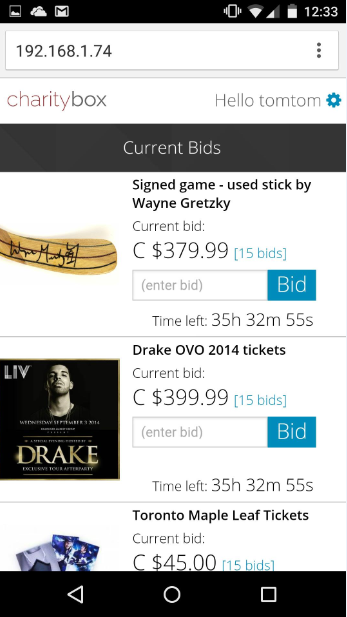 12:33
192.168.1.74
charitybox
Hello tomtom
Current Bids
Signed game - used stick by
Wayne Gretzky
Current bid:
C $379.99 [15 bids]
(enter bid) Bid
Time left: 35h 32m 55s
Drake OVO 2014 tickets
LIV
Current bid:
C $399.99 [15 bids]
WEDNESDAY SEPTEMBER 3 2014
(enter bid) Bid
DRAKE
EXCLUSIVE TOUR AFTERPARTY
Time left: 35h 32m 55s
Toronto Maple Leaf Tickets
Current bid:
C $45.00 [15 bids]